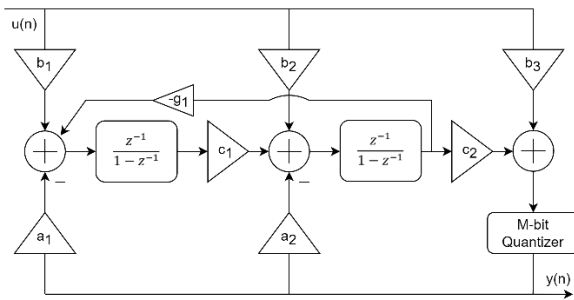 u(n)
b₁
b₂
b₃
-g₁
z⁻¹
1 − z⁻¹
c₁
z⁻¹
1 − z⁻¹
c₂
−
−
a₁
a₂
M-bit
Quantizer
y(n)